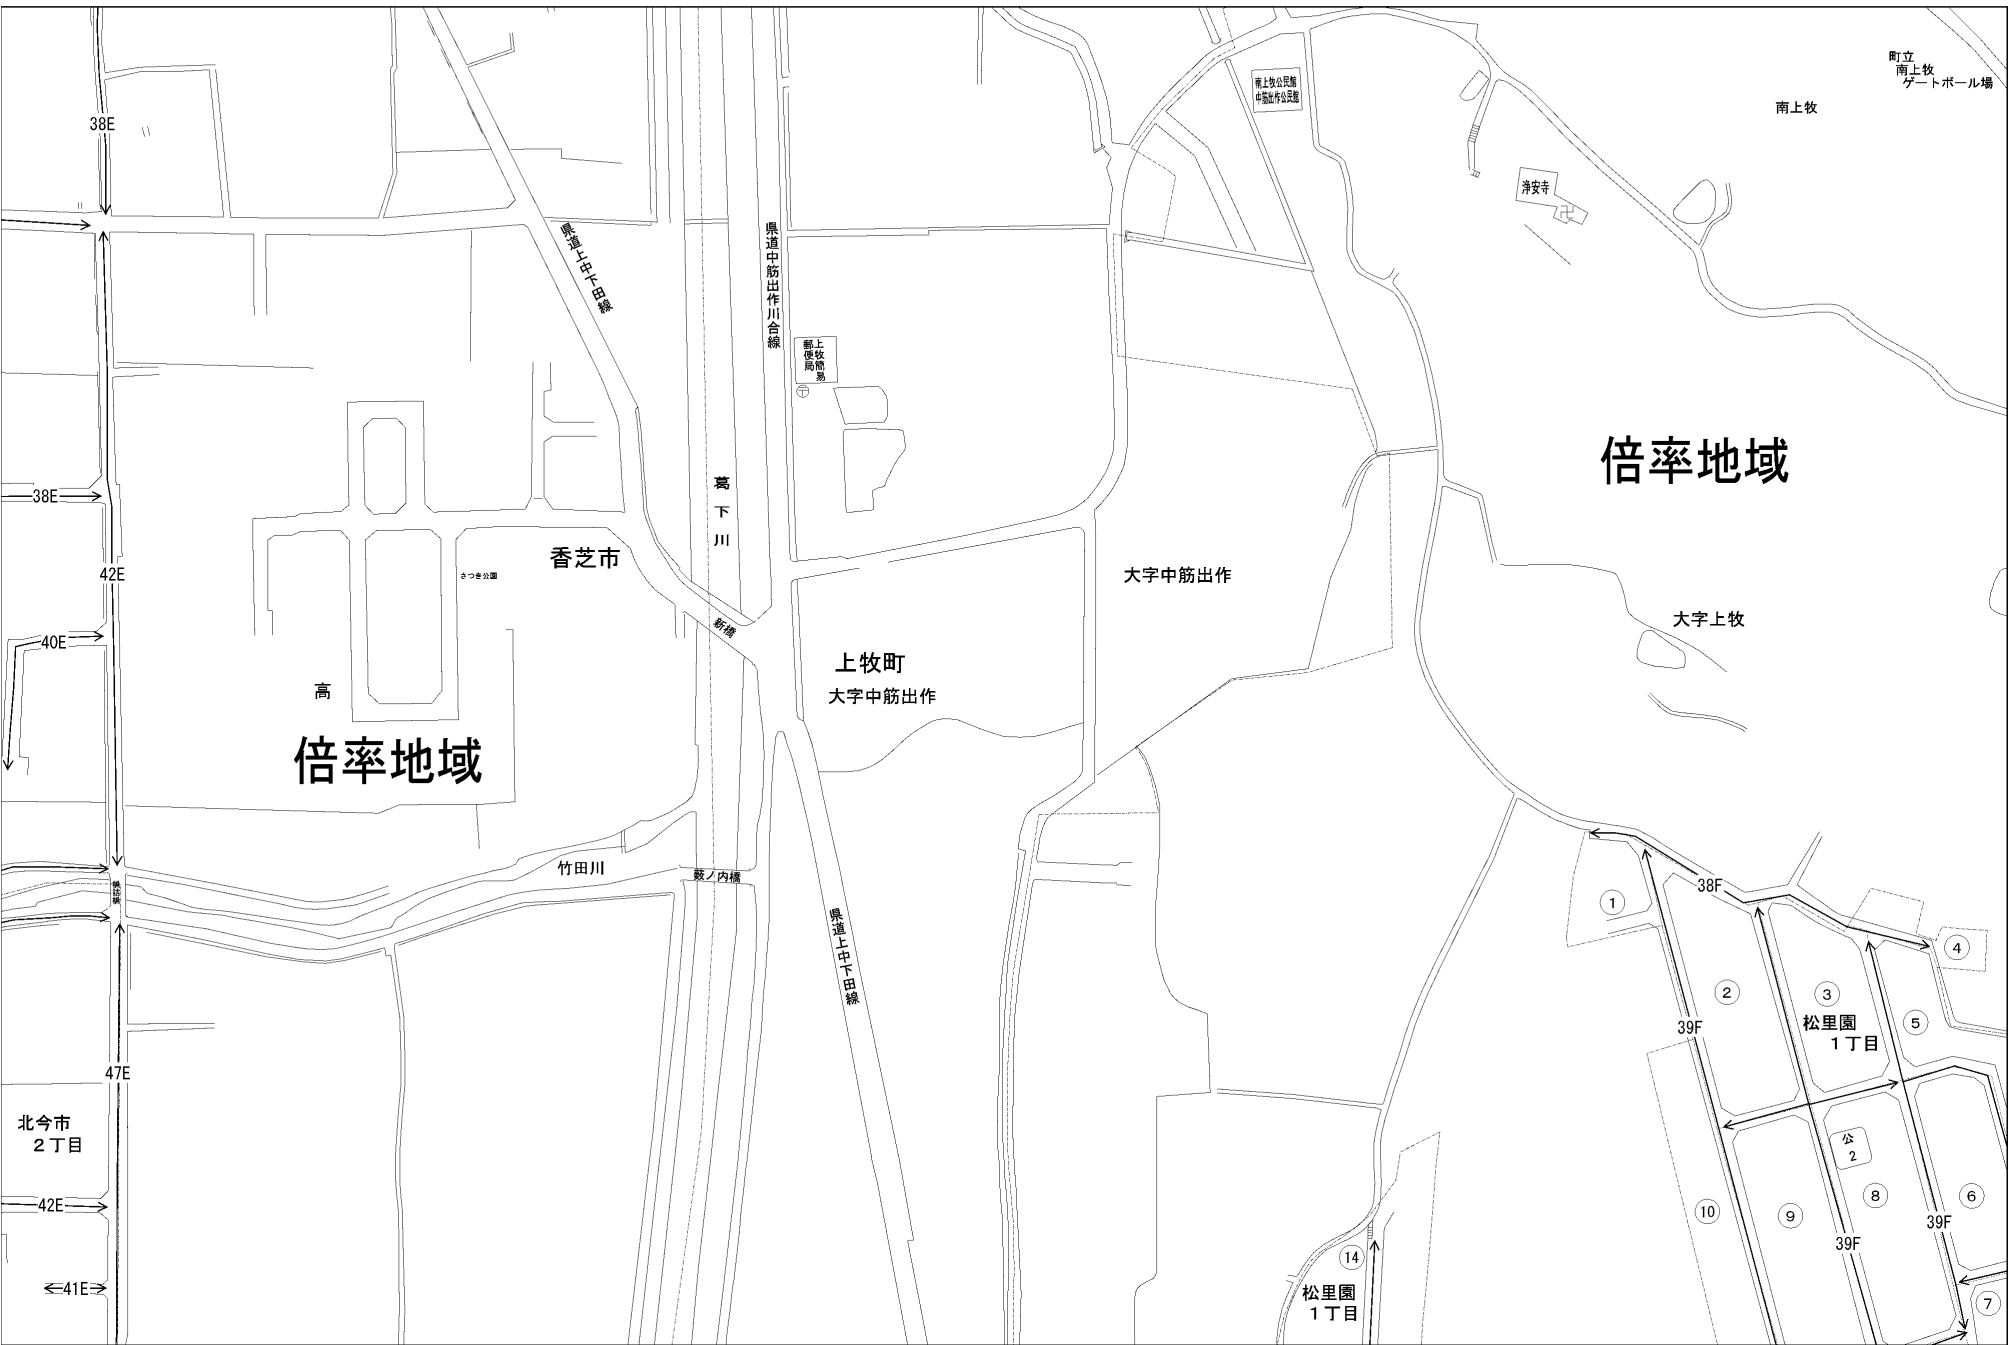 町立
南上牧
ゲートボール場
南上牧
南上牧公民館
中筋出作公民館
38E
浄安寺
県道上中下田線
県道中筋出作川合線
上牧簡易
郵便局
倍率地域
38E
葛下川
香芝市
42E
さつき公園
大字中筋出作
大字上牧
新橋
40E
上牧町
高
大字中筋出作
倍率地域
竹田川
藪ノ内橋
38F
1
県道上中下田線
4
2
3
松里園
1丁目
5
39F
47E
北今市
2丁目
公
2
8
6
42E
10
9
39F
39F
14
41E
松里園
1丁目
7